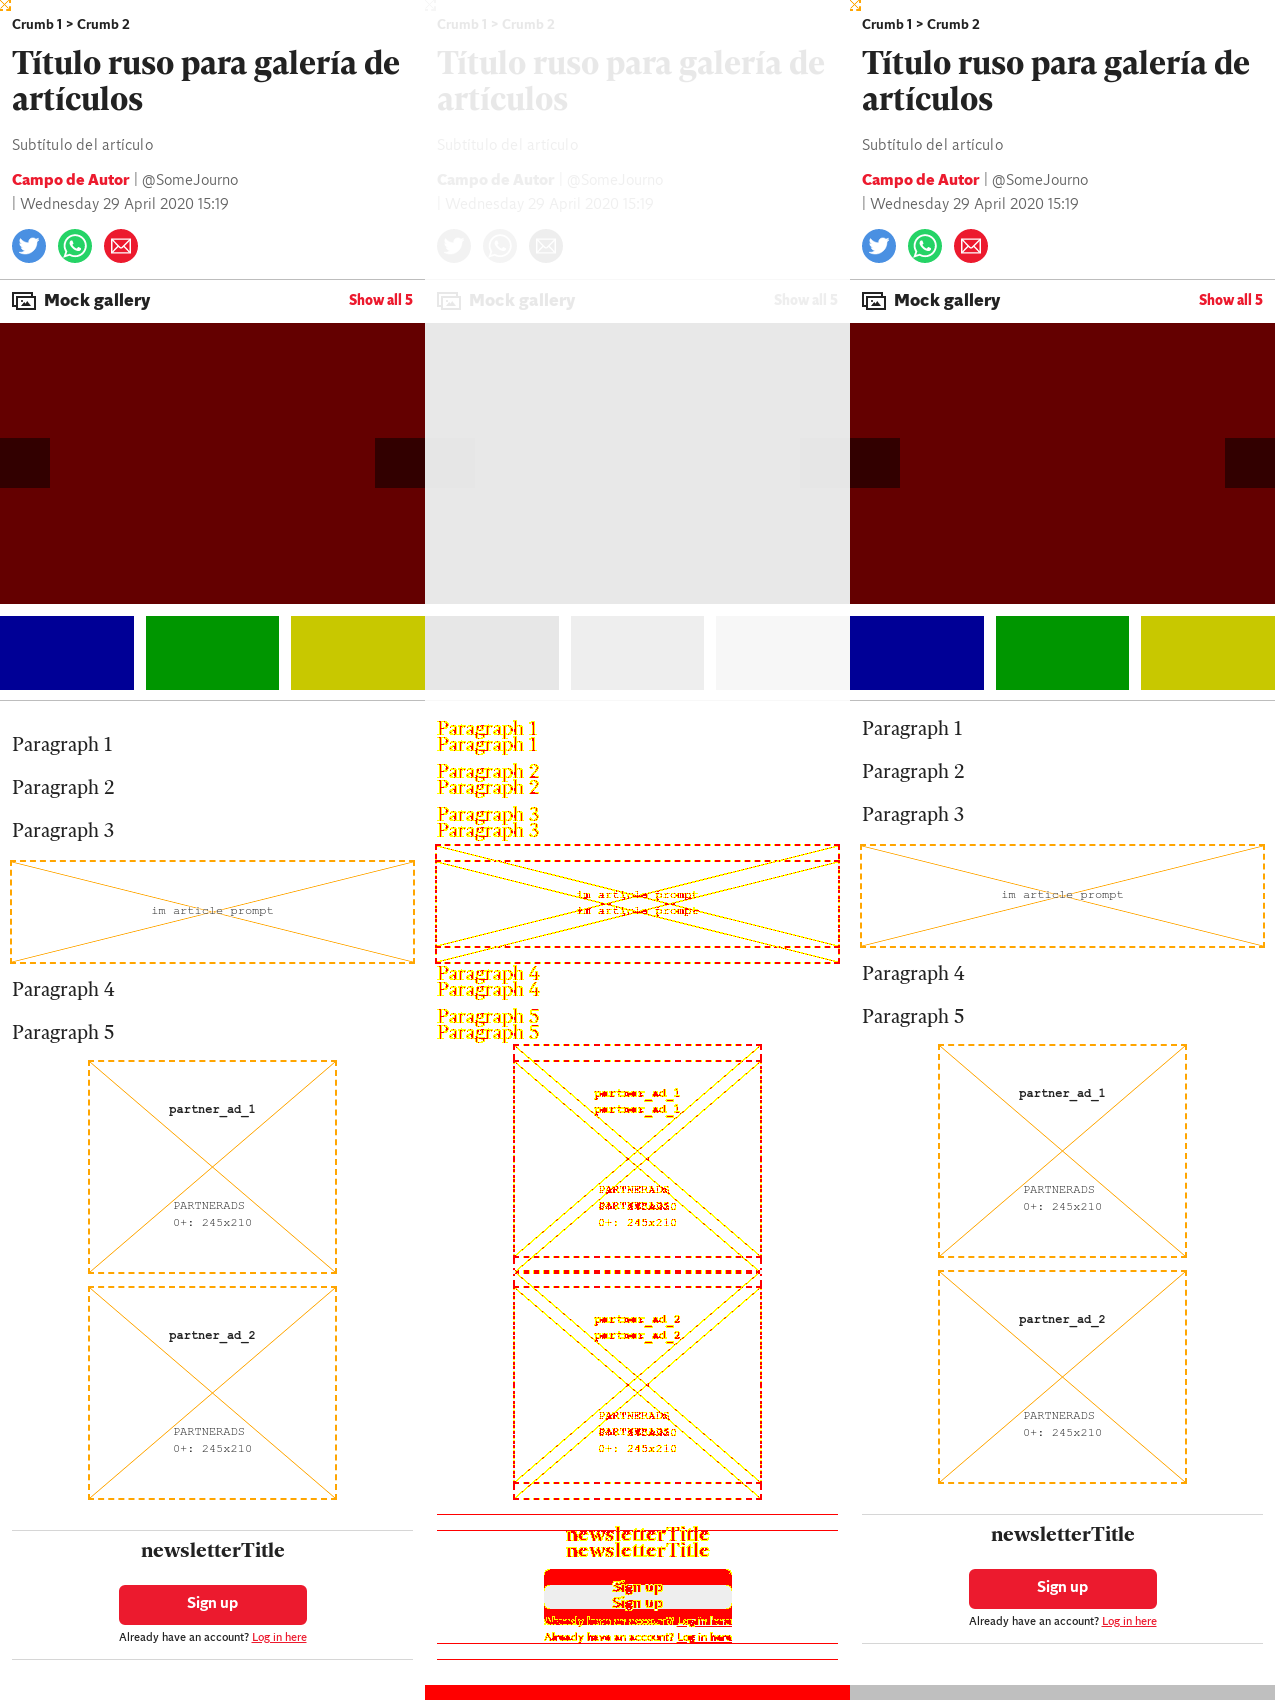 Crumb 1 > Crumb 2
Título ruso para galería de
artículos
Subtítulo del artículo
Campo de Autor | @SomeJourno
| Wednesday 29 April 2020 15:19
Mock gallery Show all 5
Paragraph 1
Paragraph 2
Paragraph 3
im article prompt
Paragraph 4
Paragraph 5
partner_ad_1
PARTNERADS
0+: 245x210
partner_ad_2
PARTNERADS
0+: 245x210
newsletterTitle
Sign up
Already have an account? Log in here
Crumb 1 > Crumb 2
Título ruso para galería de
artículos
Subtítulo del artículo
Campo de Autor | @SomeJourno
| Wednesday 29 April 2020 15:19
Mock gallery Show all 5
Paragraph 1
Paragraph 1
Paragraph 2
Paragraph 2
Paragraph 3
Paragraph 3
im article prompt
im article prompt
Paragraph 4
Paragraph 4
Paragraph 5
Paragraph 5
partner_ad_1
partner_ad_1
PARTNERADS
0+: 245x210
partner_ad_2
partner_ad_2
PARTNERADS
0+: 245x210
newsletterTitle
newsletterTitle
Sign up
Sign up
Already have an account? Log in here
Already have an account? Log in here
Crumb 1 > Crumb 2
Título ruso para galería de
artículos
Subtítulo del artículo
Campo de Autor | @SomeJourno
| Wednesday 29 April 2020 15:19
Mock gallery Show all 5
Paragraph 1
Paragraph 2
Paragraph 3
im article prompt
Paragraph 4
Paragraph 5
partner_ad_1
PARTNERADS
0+: 245x210
partner_ad_2
PARTNERADS
0+: 245x210
newsletterTitle
Sign up
Already have an account? Log in here